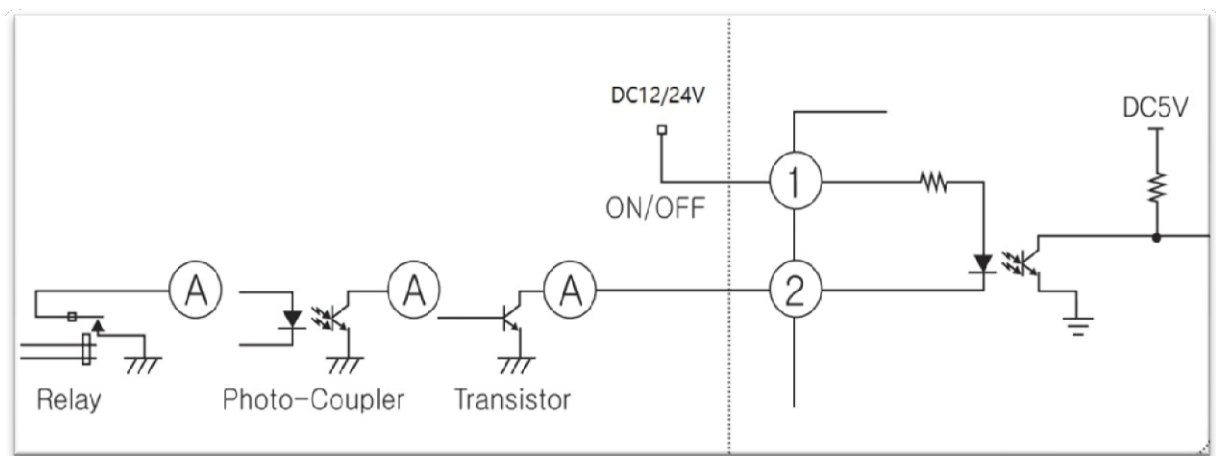 DC12/24V
DC5V
1
ON/OFF
A
A
A
2
Relay
Photo-Coupler
Transistor